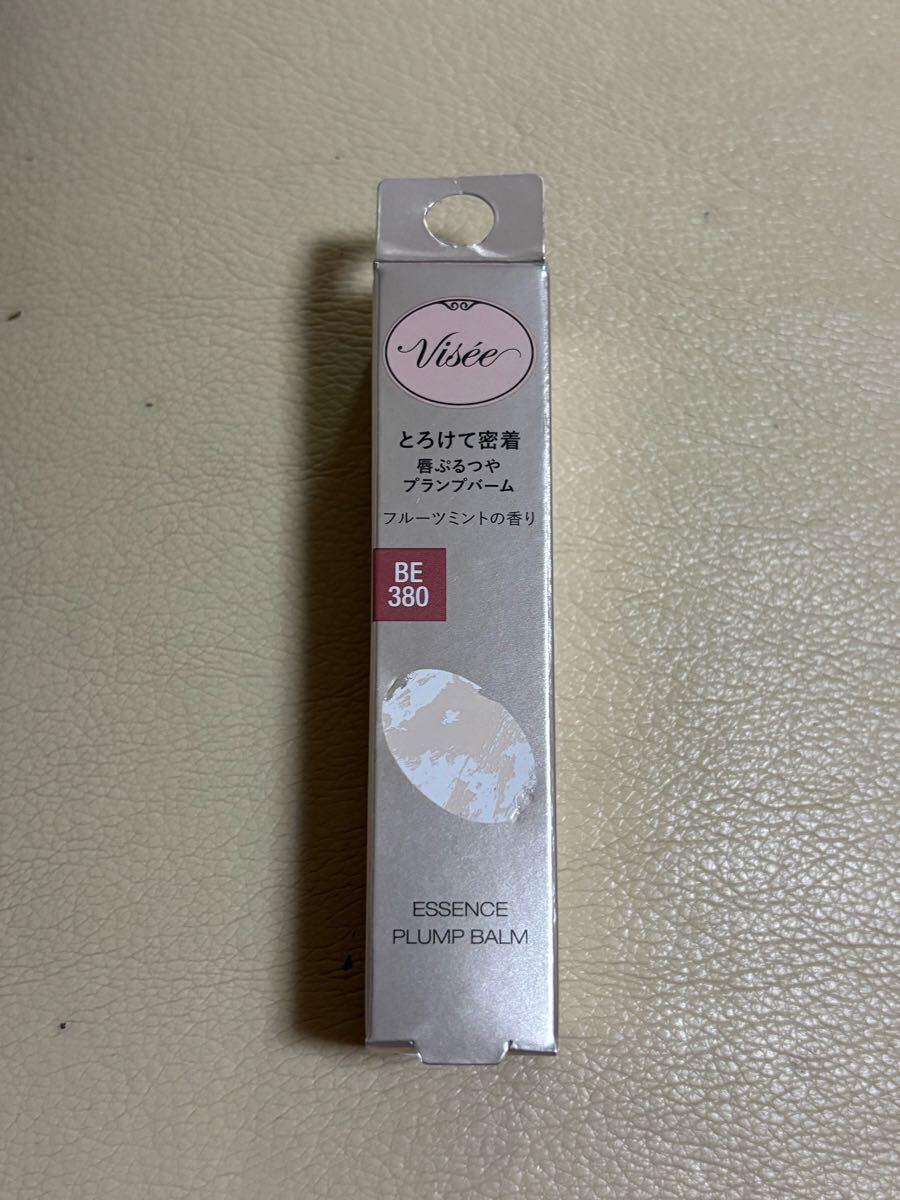 Visée
とろけて密着
唇ぷるつや
プランプバーム
フルーツミントの香り
BE
380
ESSENCE
PLUMP BALM